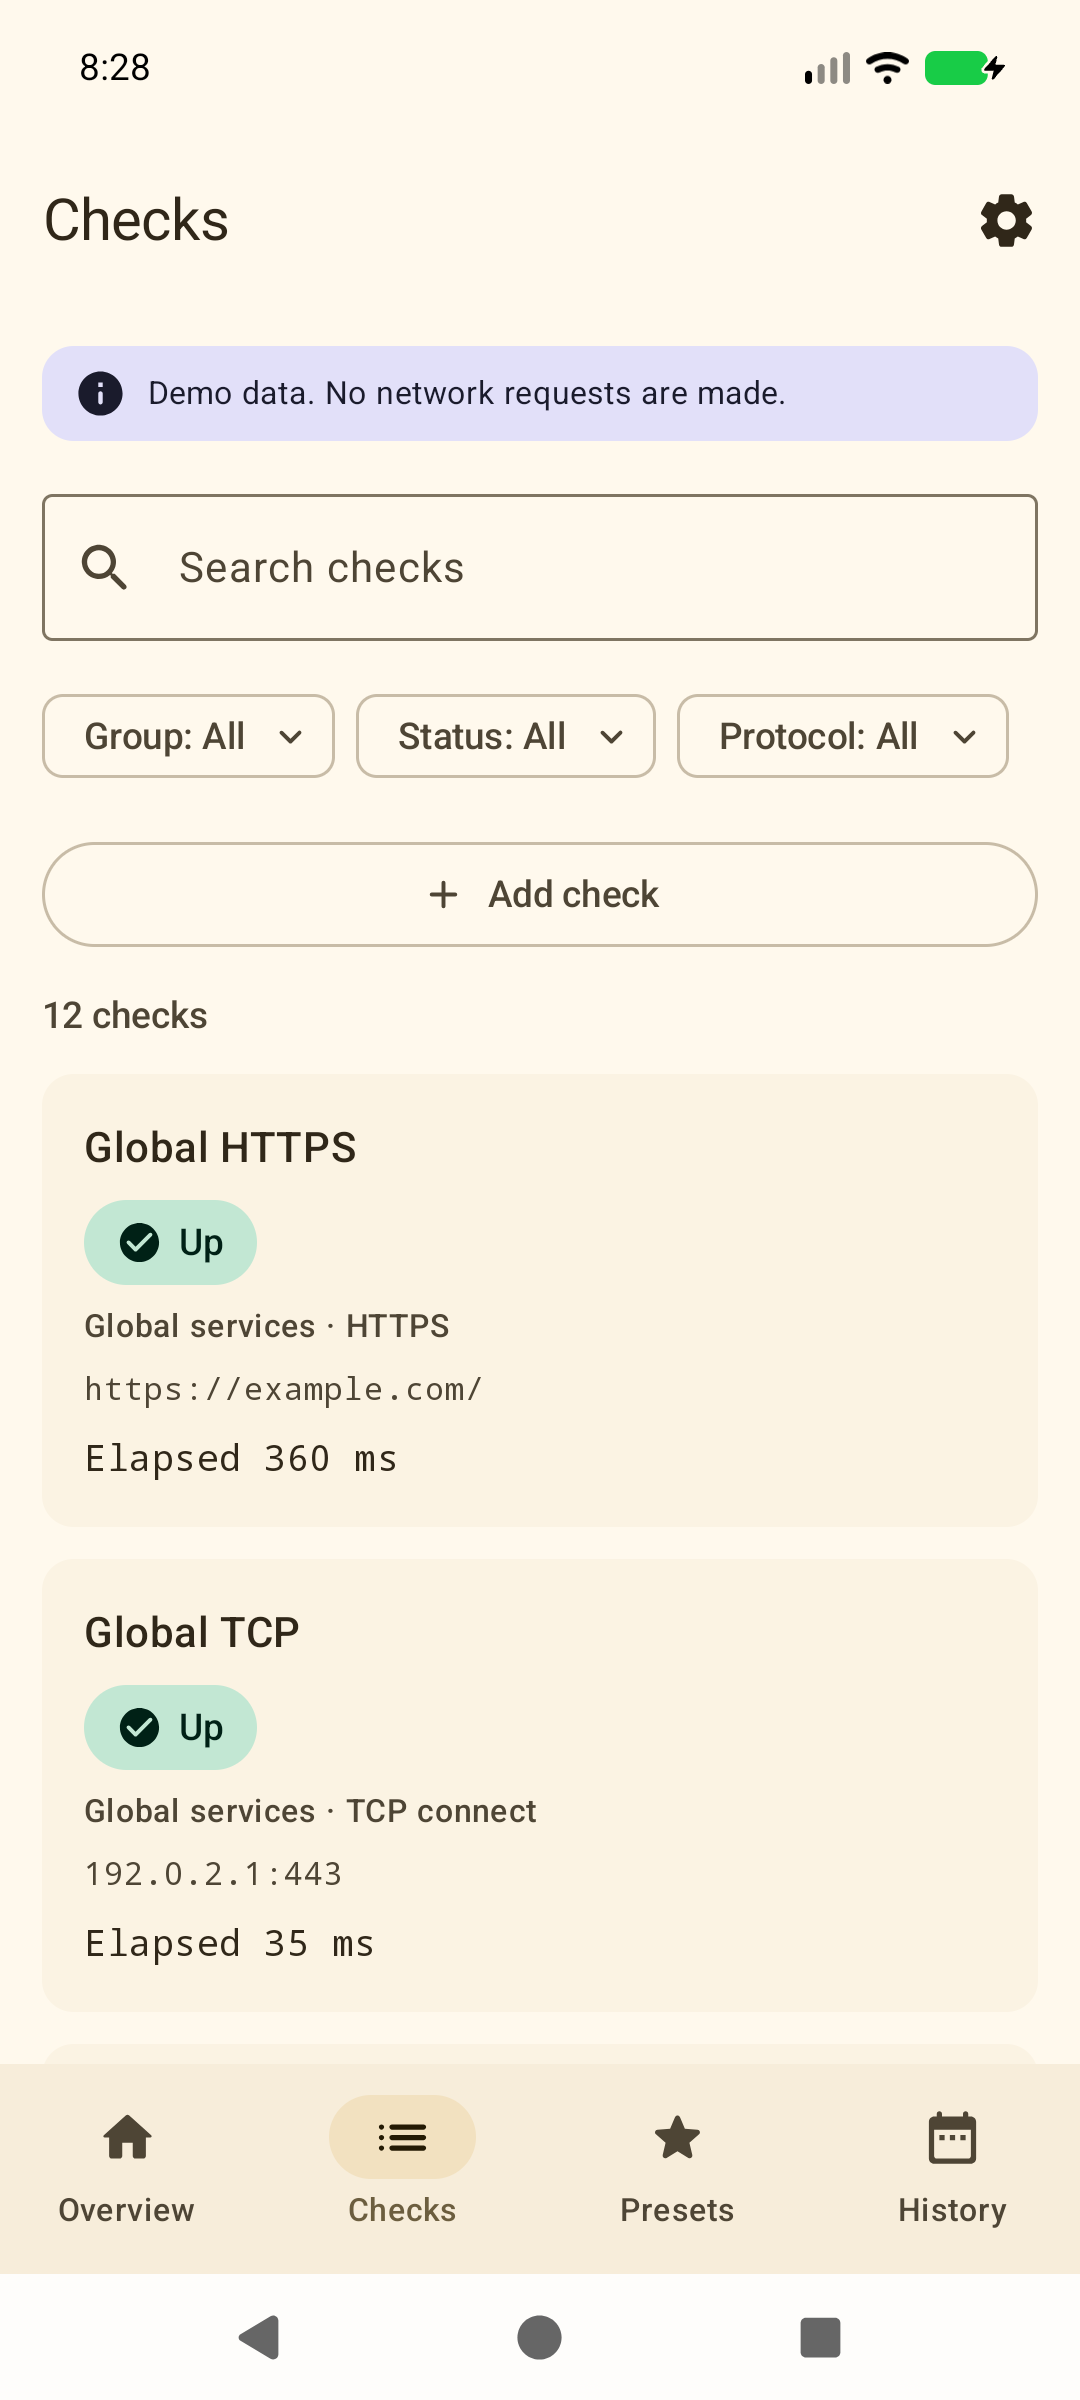 8:28
Checks
Demo data. No network requests are made.
Search checks
Group: All
Status: All
Protocol: All
Add check
12 checks
Global HTTPS
Up
Global services · HTTPS
https://example.com/
Elapsed 360 ms
Global TCP
Up
Global services · TCP connect
192.0.2.1:443
Elapsed 35 ms
Overview
Checks
Presets
History